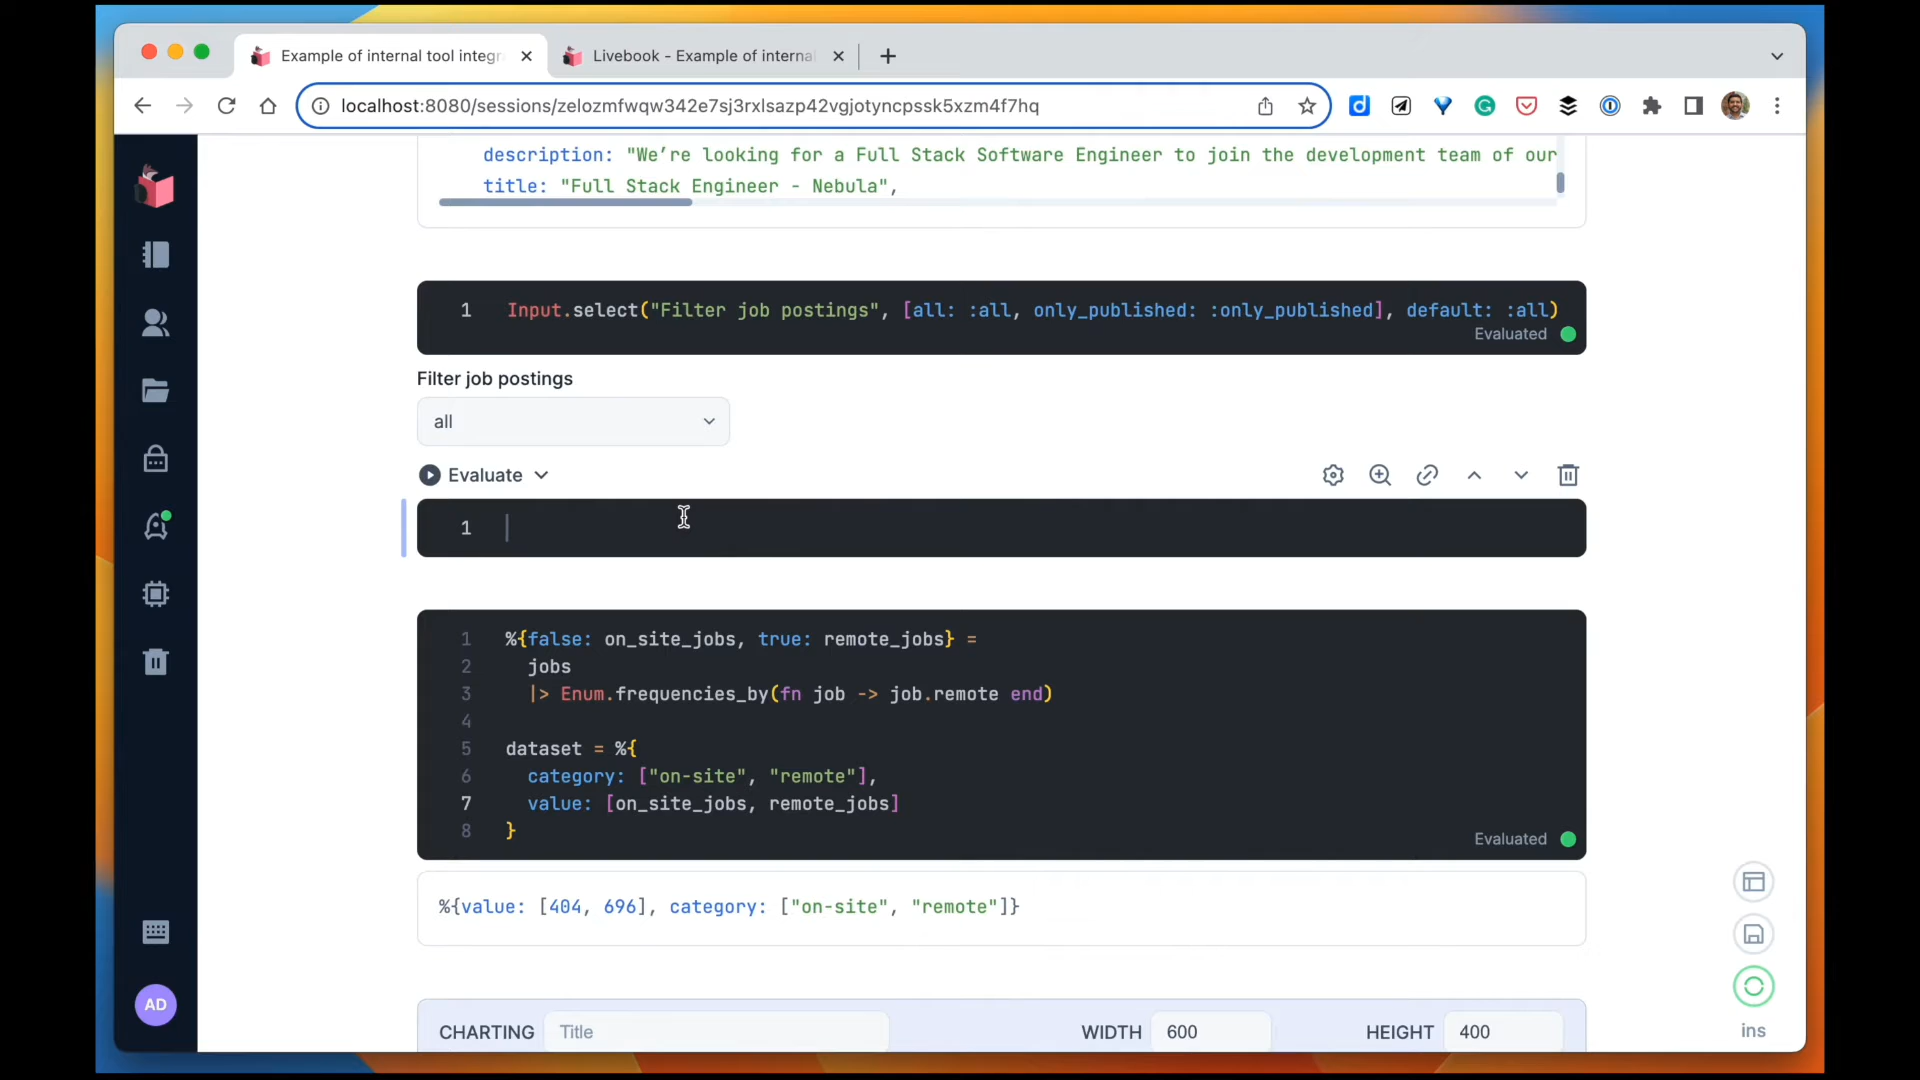 Example of internal tool integr
Livebook - Example of internal
localhost:8080/sessions/zelozmfwqw342e7sj3rxlsazp42vgjotyncpssk5xzm4f7hq
description: "We’re looking for a Full Stack Software Engineer to join the development team of our
title: "Full Stack Engineer - Nebula",
1 Input.select("Filter job postings", [all: :all, only_published: :only_published], default: :all)
Evaluated
Filter job postings
all
Evaluate
1
1 %{false: on_site_jobs, true: remote_jobs} =
2 jobs
3 |> Enum.frequencies_by(fn job -> job.remote end)
4
5 dataset = %{
6 category: ["on-site", "remote"],
7 value: [on_site_jobs, remote_jobs]
8 }
Evaluated
%{value: [404, 696], category: ["on-site", "remote"]}
AD
ins
CHARTING Title WIDTH 600 HEIGHT 400